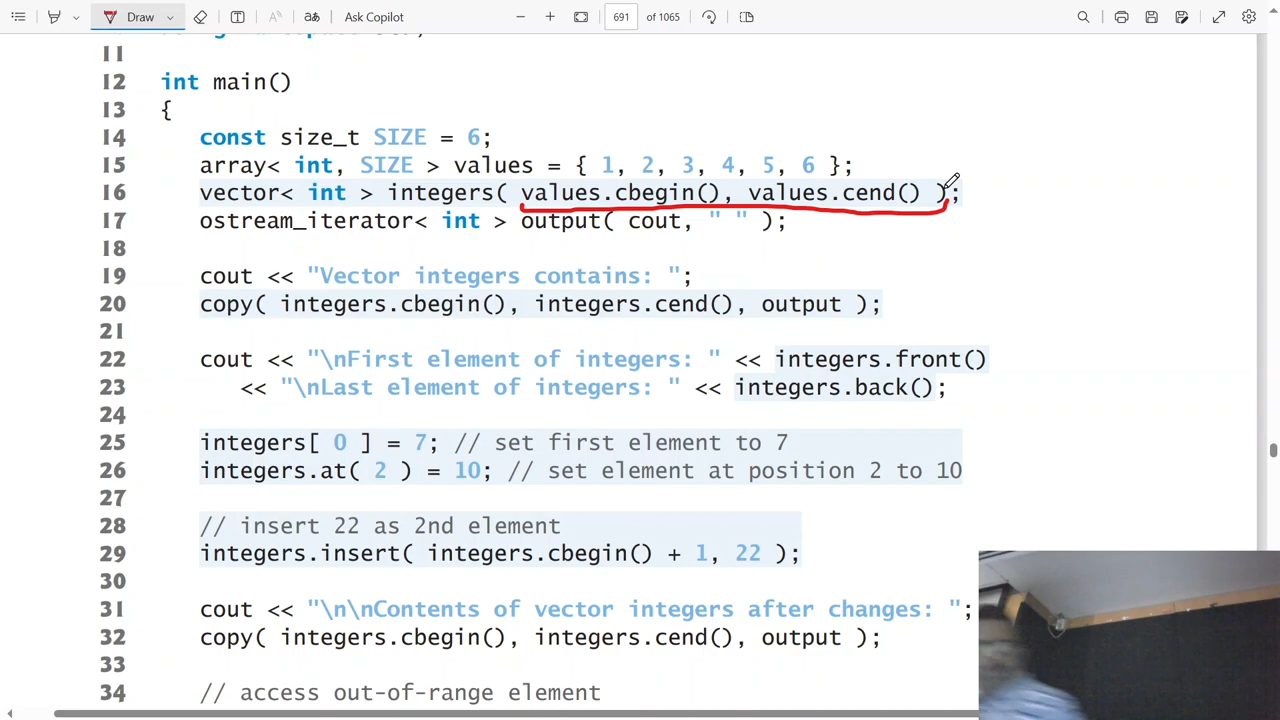 Draw
Ask Copilot
691 of 1065
11
12 int main()
13 {
14 const size_t SIZE = 6;
15 array< int, SIZE > values = { 1, 2, 3, 4, 5, 6 };
16 vector< int > integers( values.cbegin(), values.cend() );
17 ostream_iterator< int > output( cout, " " );
18
19 cout << "Vector integers contains: ";
20 copy( integers.cbegin(), integers.cend(), output );
21
22 cout << "\nFirst element of integers: " << integers.front()
23 << "\nLast element of integers: " << integers.back();
24
25 integers[ 0 ] = 7; // set first element to 7
26 integers.at( 2 ) = 10; // set element at position 2 to 10
27
28 // insert 22 as 2nd element
29 integers.insert( integers.cbegin() + 1, 22 );
30
31 cout << "\n\nContents of vector integers after changes: ";
32 copy( integers.cbegin(), integers.cend(), output );
33
34 // access out-of-range element